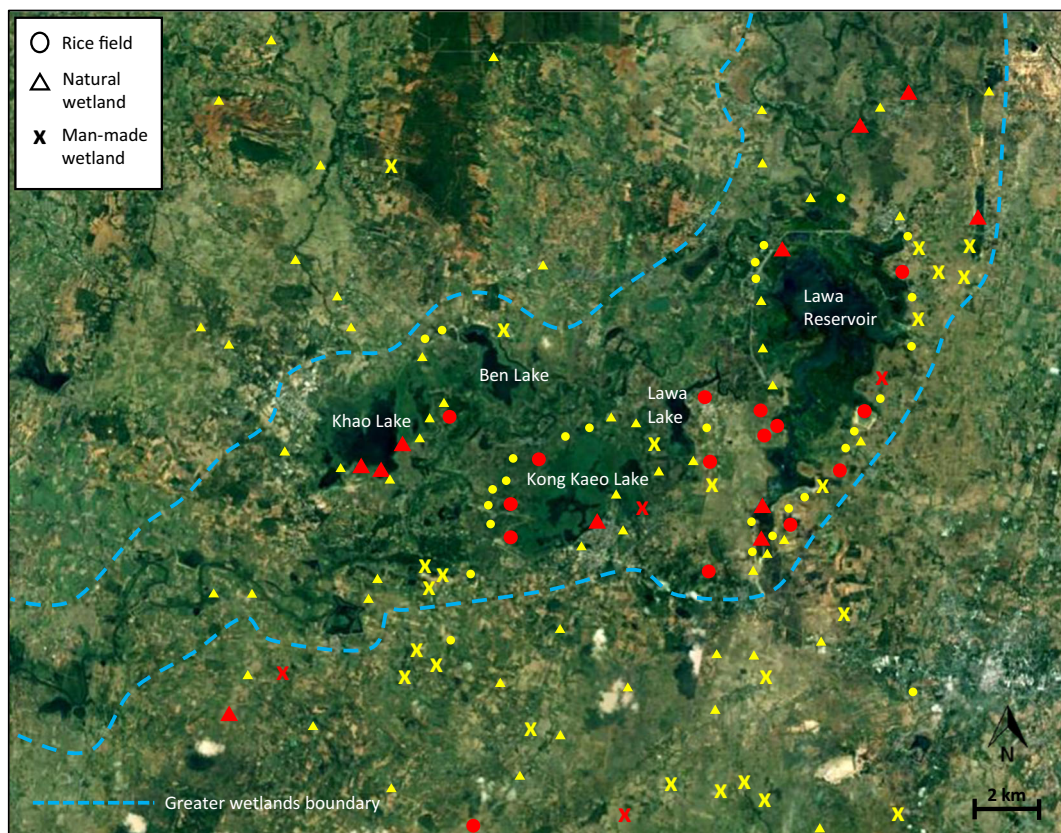 Rice field
Natural
wetland
X Man-made
wetland
Lawa
Reservoir
Ben Lake
Lawa
Lake
Khao Lake
Kong Kaeo Lake
N
2 km
Greater wetlands boundary